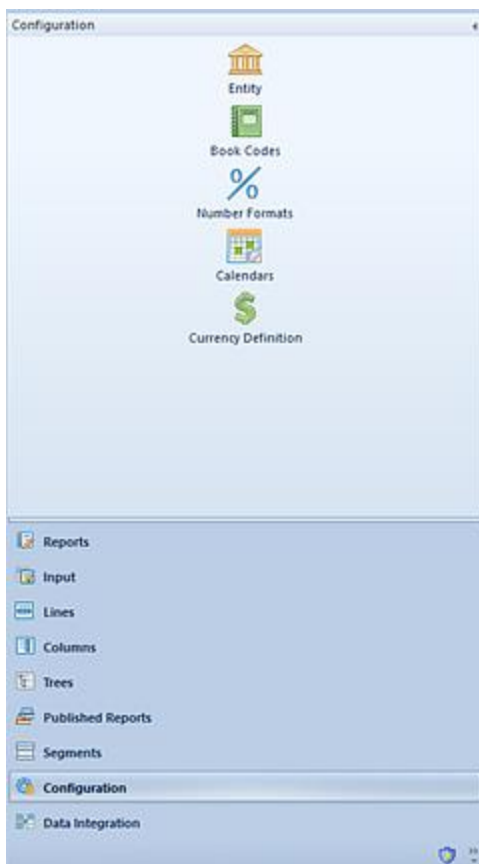 Configuration
Entity
Book Codes
Number Formats
Calendars
Currency Definition
Reports
Input
Lines
Columns
Trees
Published Reports
Segments
Configuration
Data Integration